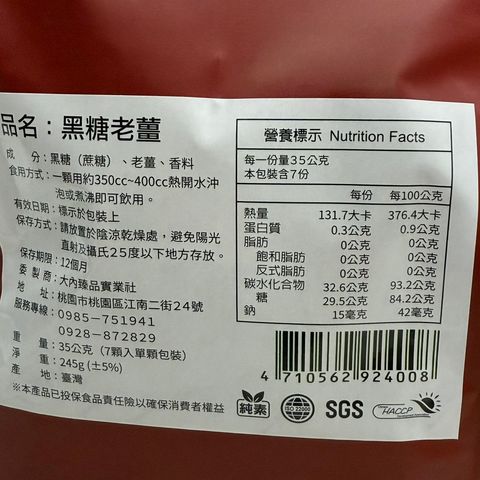 品名：黑糖老薑
成 分：黑糖（蔗糖）、老薑、香料
食用方式：一顆用約350cc~400cc熱開水沖
泡或煮沸即可飲用。
有效日期：標示於包裝上
保存方式：請放置於陰涼乾燥處，避免陽光
直射及攝氏25度以下地方存放。
保存期限：12個月
委 製 商：大內臻品實業社
地 址：桃園市桃園區江南二街24號
服務專線：0985-751941
0928-872829
重 量：35公克（7顆入單顆包裝）
淨 重：245g (±5%)
產 地：臺灣
※本產品已投保食品責任險以確保消費者權益
營養標示 Nutrition Facts
每一份量35公克
本包裝含7份
每份 每100公克
熱量 131.7大卡 376.4大卡
蛋白質 0.3公克 0.9公克
脂肪 0公克 0公克
飽和脂肪 0公克 0公克
反式脂肪 0公克 0公克
碳水化合物 32.6公克 93.2公克
糖 29.5公克 84.2公克
鈉 15毫克 42毫克
4 710562 924008
純素
ISO 22000
SGS
HACCP